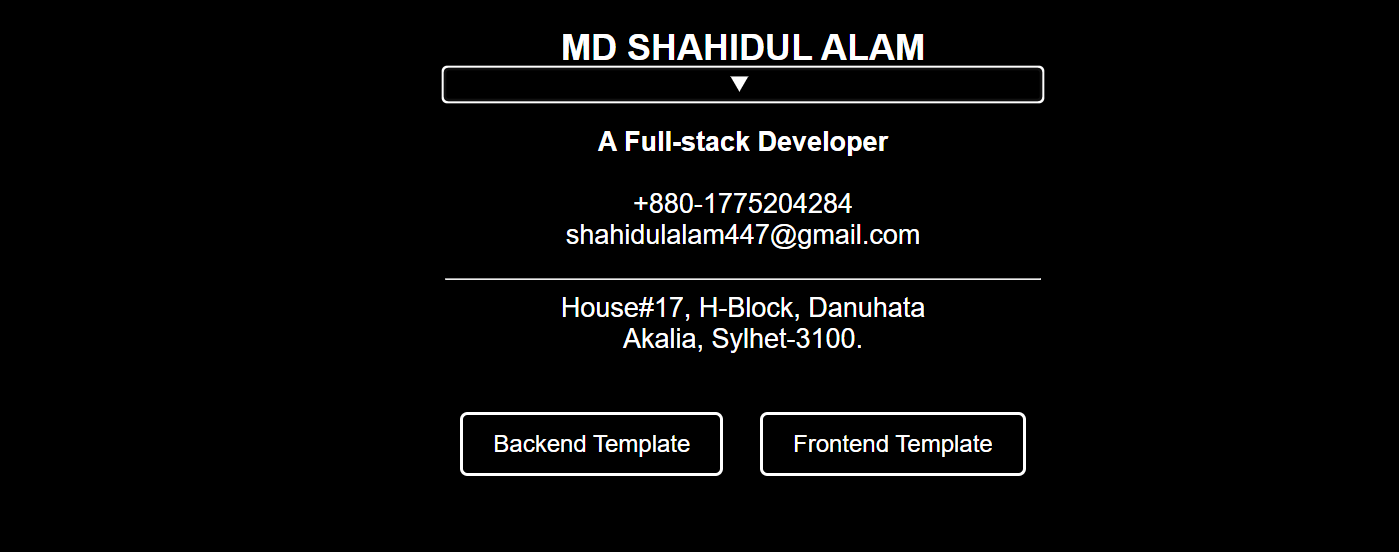 MD SHAHIDUL ALAM
▼
A Full-stack Developer
+880-1775204284
shahidulalam447@gmail.com
House#17, H-Block, Danuhata
Akalia, Sylhet-3100.
Backend Template
Frontend Template